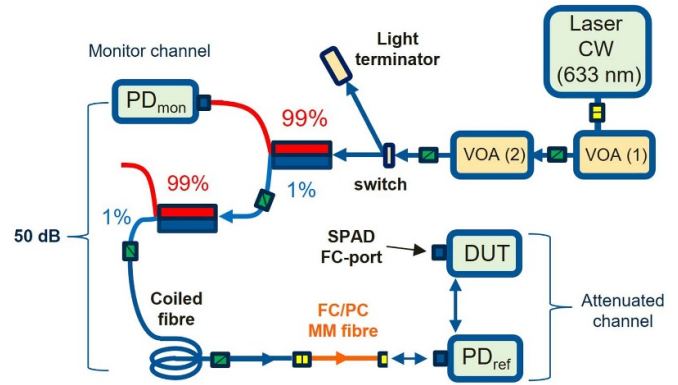 Monitor channel
PDmon
Light
terminator
Laser
CW
(633 nm)
99%
VOA (2)
VOA (1)
switch
1%
99%
1%
50 dB
SPAD
FC-port
DUT
Coiled
fibre
FC/PC
MM fibre
Attenuated
channel
PDref